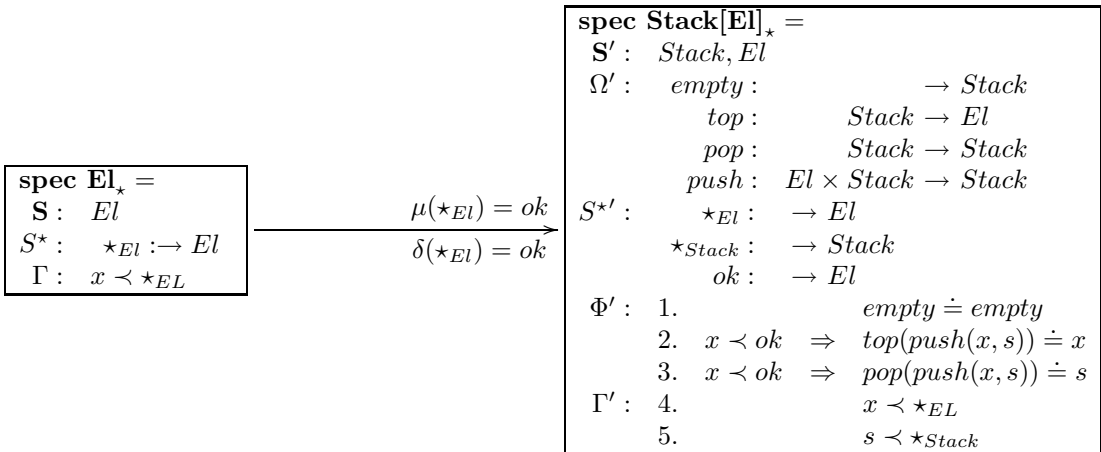 spec El⋆ =
S : El
S⋆ : ⋆El :→ El
Γ : x ≺ ⋆EL
μ(⋆El) = ok
δ(⋆El) = ok
spec Stack[El]⋆ =
S′ : Stack, El
Ω′ : empty : → Stack
top : Stack → El
pop : Stack → Stack
push : El × Stack → Stack
S⋆′ : ⋆El : → El
⋆Stack : → Stack
ok : → El
Φ′ : 1. empty ≐ empty
2. x ≺ ok ⇒ top(push(x, s)) ≐ x
3. x ≺ ok ⇒ pop(push(x, s)) ≐ s
Γ′ : 4. x ≺ ⋆EL
5. s ≺ ⋆Stack